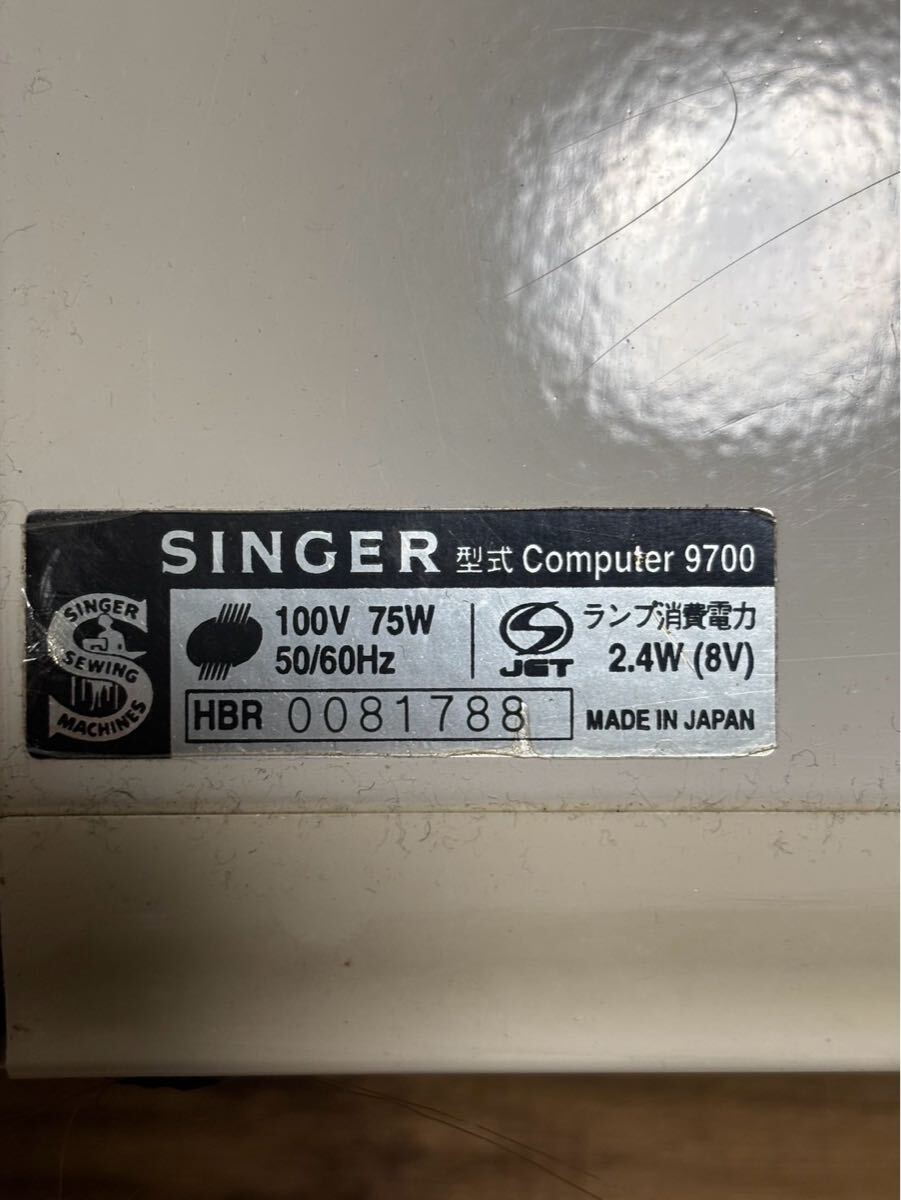 SINGER 型式 Computer 9700
SINGER
SEWING
MACHINES
100V 75W
50/60Hz
JET
ランプ消費電力
2.4W (8V)
HBR 0081788
MADE IN JAPAN